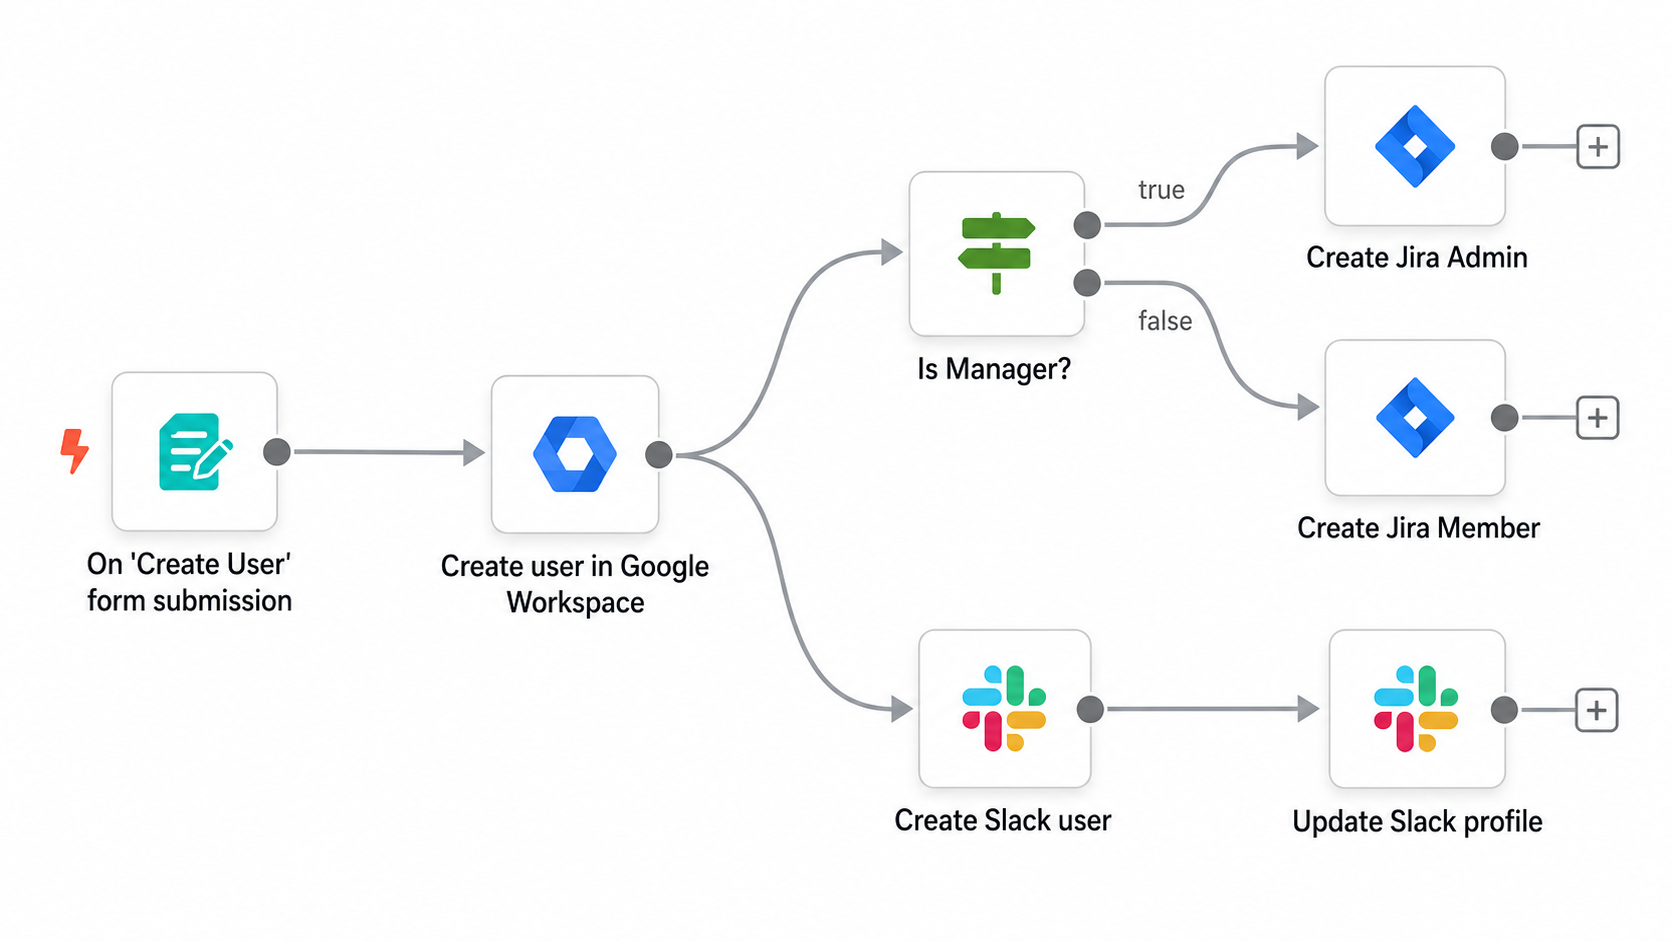 On 'Create User'
form submission
Create user in Google
Workspace
Is Manager?
true
false
Create Jira Admin
Create Jira Member
Create Slack user
Update Slack profile